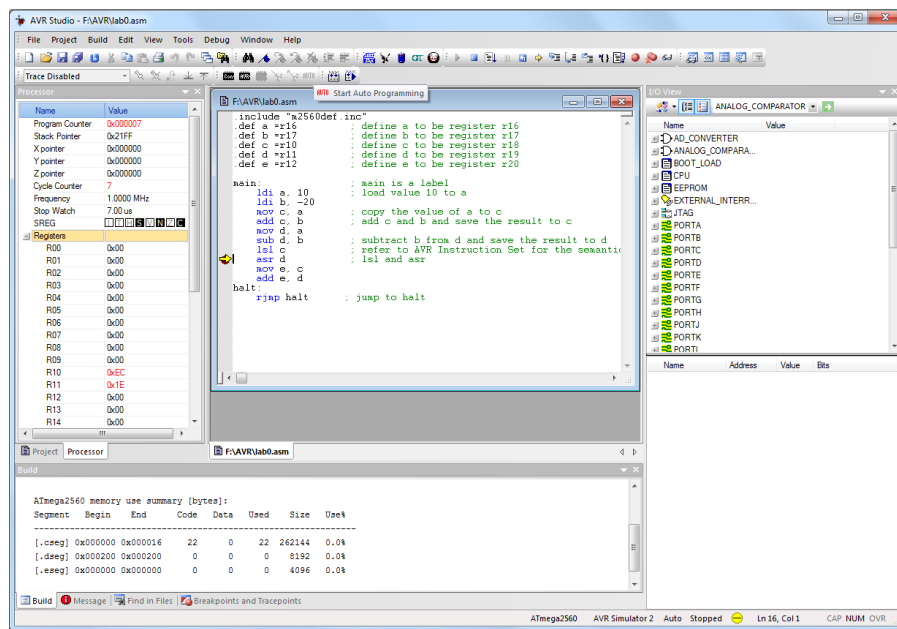 AVR Studio - F:\AVR\lab0.asm
File Project Build Edit View Tools Debug Window Help
Trace Disabled
AUTO Start Auto Programming
Processor
Name Value
Program Counter 0x000007
Stack Pointer 0x21FF
X pointer 0x000000
Y pointer 0x000000
Z pointer 0x000000
Cycle Counter 7
Frequency 1.0000 MHz
Stop Watch 7.00 us
SREG I T H S V N Z C
Registers
R00 0x00
R01 0x00
R02 0x00
R03 0x00
R04 0x00
R05 0x00
R06 0x00
R07 0x00
R08 0x00
R09 0x00
R10 0xEC
R11 0x1E
R12 0x00
R13 0x00
R14 0x00
Project Processor
F:\AVR\lab0.asm
.include "m2560def.inc"
.def a =r16 ; define a to be register r16
.def b =r17 ; define b to be register r17
.def c =r10 ; define c to be register r18
.def d =r11 ; define d to be register r19
.def e =r12 ; define e to be register r20
main: ; main is a label
ldi a, 10 ; load value 10 to a
ldi b, -20
mov c, a ; copy the value of a to c
add c, b ; add c and b and save the result to c
mov d, a
sub d, b ; subtract b from d and save the result to d
lsl c ; refer to AVR Instruction Set for the semantic
asr d ; lsl and asr
mov e, c
add e, d
halt:
rjmp halt ; jump to halt
F:\AVR\lab0.asm
I/O View
ANALOG_COMPARATOR
Name Value
AD_CONVERTER
ANALOG_COMPARA...
BOOT_LOAD
CPU
EEPROM
EXTERNAL_INTERR...
JTAG
PORTA
PORTB
PORTC
PORTD
PORTE
PORTF
PORTG
PORTH
PORTJ
PORTK
PORTL
Name Address Value Bits
Build
ATmega2560 memory use summary [bytes]:
Segment Begin End Code Data Used Size Use%
---------------------------------------------------------------
[.cseg] 0x000000 0x000016 22 0 22 262144 0.0%
[.dseg] 0x000200 0x000200 0 0 0 8192 0.0%
[.eseg] 0x000000 0x000000 0 0 0 4096 0.0%
Build Message Find in Files Breakpoints and Tracepoints
ATmega2560 AVR Simulator 2 Auto Stopped Ln 16, Col 1 CAP NUM OVR